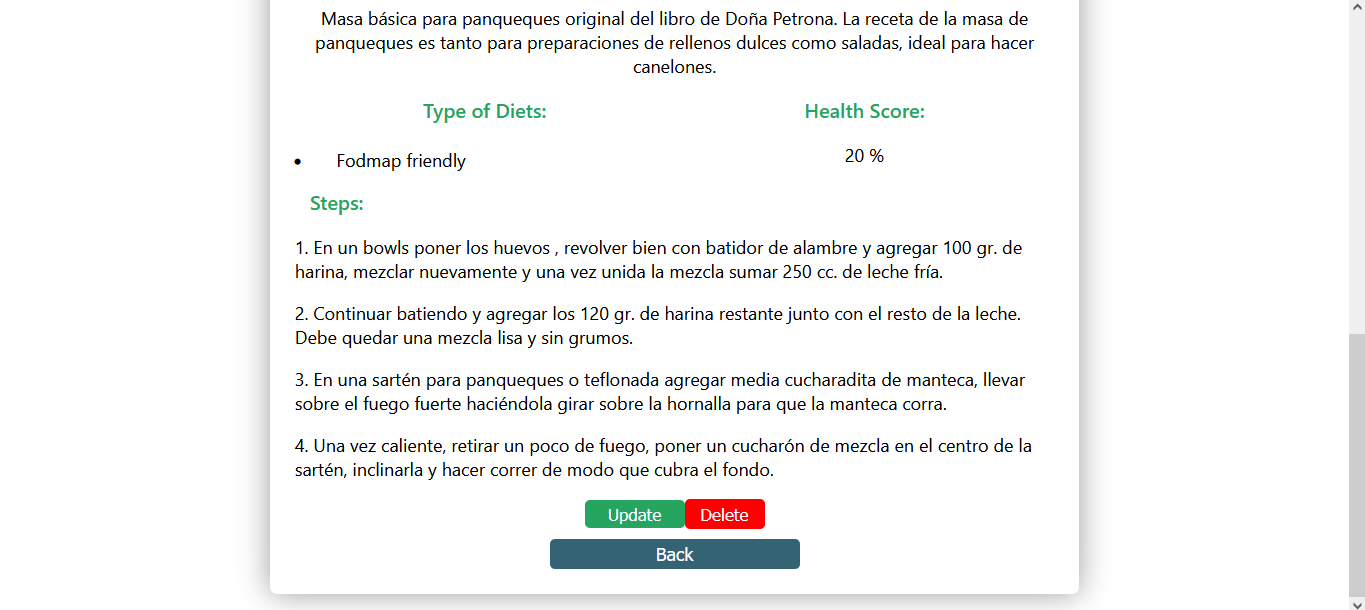 Masa básica para panqueques original del libro de Doña Petrona. La receta de la masa de
panqueques es tanto para preparaciones de rellenos dulces como saladas, ideal para hacer
canelones.
Type of Diets:
Health Score:
• Fodmap friendly
20 %
Steps:
1. En un bowls poner los huevos , revolver bien con batidor de alambre y agregar 100 gr. de
harina, mezclar nuevamente y una vez unida la mezcla sumar 250 cc. de leche fría.
2. Continuar batiendo y agregar los 120 gr. de harina restante junto con el resto de la leche.
Debe quedar una mezcla lisa y sin grumos.
3. En una sartén para panqueques o teflonada agregar media cucharadita de manteca, llevar
sobre el fuego fuerte haciéndola girar sobre la hornalla para que la manteca corra.
4. Una vez caliente, retirar un poco de fuego, poner un cucharón de mezcla en el centro de la
sartén, inclinarla y hacer correr de modo que cubra el fondo.
Update
Delete
Back